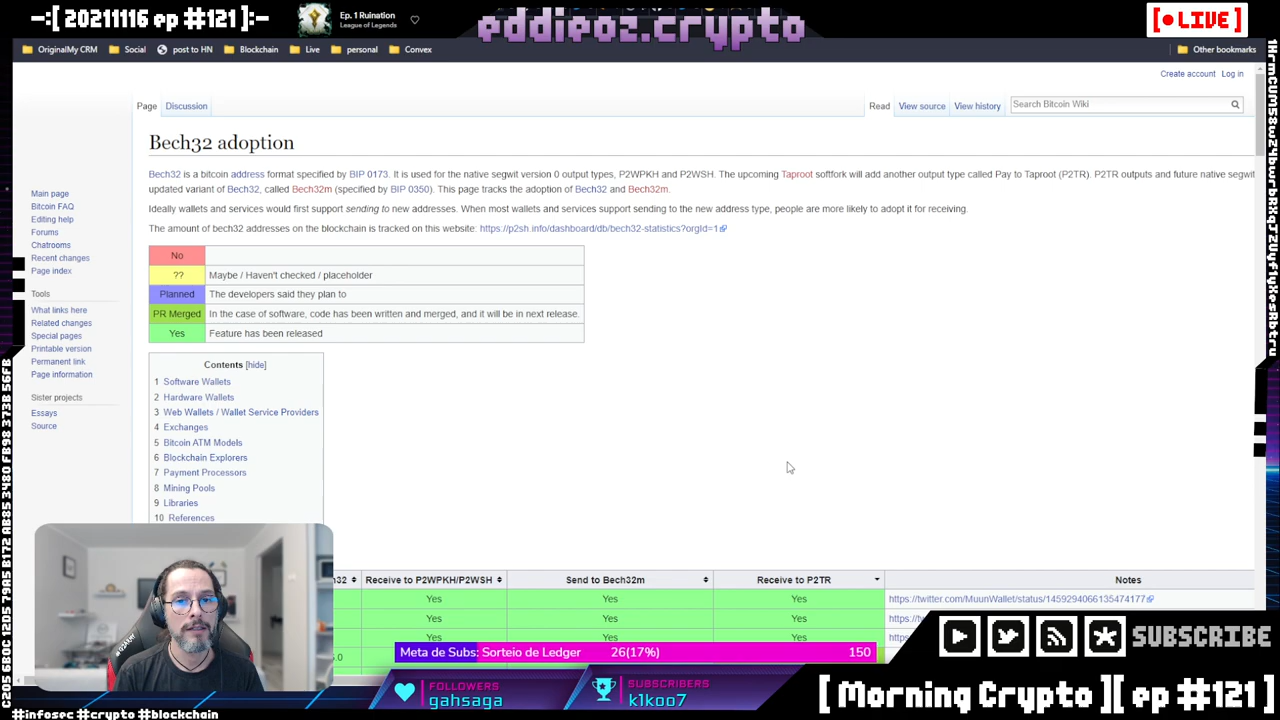 -:[ 20211116 ep #121 ]:-
Ep. 1 Ruination
League of Legends
eddieoz.crypto
[●LIVE]
OriginalMy CRM
Social
post to HN
Blockchain
Live
personal
Convex
Other bookmarks
Create account Log in
Page Discussion
Read View source View history
Search Bitcoin Wiki
Bech32 adoption
Bech32 is a bitcoin address format specified by BIP 0173. It is used for the native segwit version 0 output types, P2WPKH and P2WSH. The upcoming Taproot softfork will add another output type called Pay to Taproot (P2TR). P2TR outputs and future native segwit
updated variant of Bech32, called Bech32m (specified by BIP 0350). This page tracks the adoption of Bech32 and Bech32m.
Ideally wallets and services would first support sending to new addresses. When most wallets and services support sending to the new address type, people are more likely to adopt it for receiving.
The amount of bech32 addresses on the blockchain is tracked on this website: https://p2sh.info/dashboard/db/bech32-statistics?orgId=1
No
?? Maybe / Haven't checked / placeholder
Planned The developers said they plan to
PR Merged In the case of software, code has been written and merged, and it will be in next release.
Yes Feature has been released
Main page
Bitcoin FAQ
Editing help
Forums
Chatrooms
Recent changes
Page index
Tools
What links here
Related changes
Special pages
Printable version
Permanent link
Page information
Sister projects
Essays
Source
Contents [hide]
1 Software Wallets
2 Hardware Wallets
3 Web Wallets / Wallet Service Providers
4 Exchanges
5 Bitcoin ATM Models
6 Blockchain Explorers
7 Payment Processors
8 Mining Pools
9 Libraries
10 References
Receive to P2WPKH/P2WSH Send to Bech32m Receive to P2TR Notes
Yes Yes Yes https://twitter.com/MuunWallet/status/1459294066135474177
Yes Yes Yes
Yes Yes Yes
Meta de Subs: Sorteio de Ledger 26(17%) 150
SUBSCRIBE
FOLLOWERS
gahsaga
SUBSCRIBERS
k1koo7
[ Morning Crypto ][ ep #121 ]
#infosec #crypto #blockchain